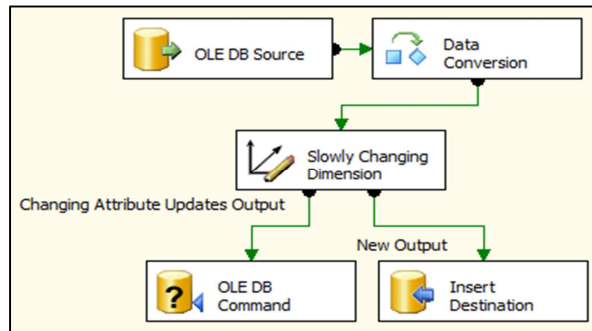 OLE DB Source
Data
Conversion
Slowly Changing
Dimension
Changing Attribute Updates Output
New Output
OLE DB
Command
Insert
Destination
?